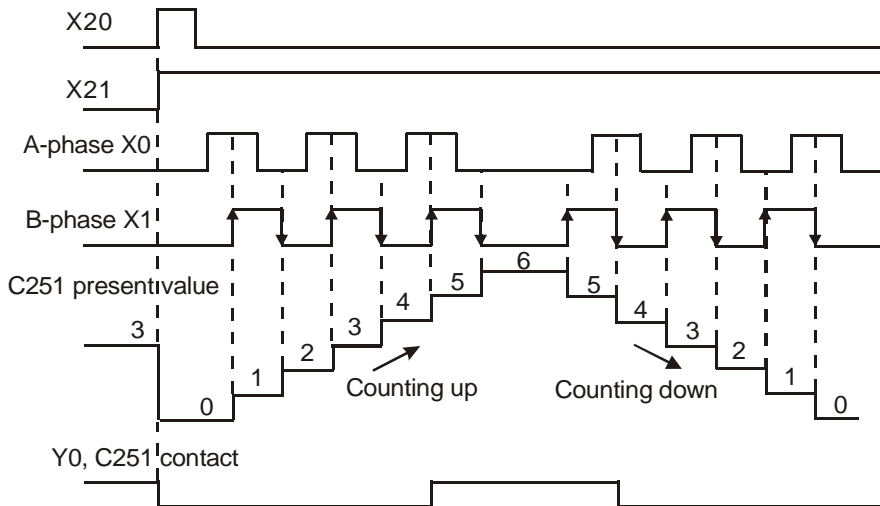 X20
X21
A-phase X0
B-phase X1
C251 present value
3
0
1
2
3
4
5
6
5
4
3
2
1
0
Counting up
Counting down
Y0, C251 contact